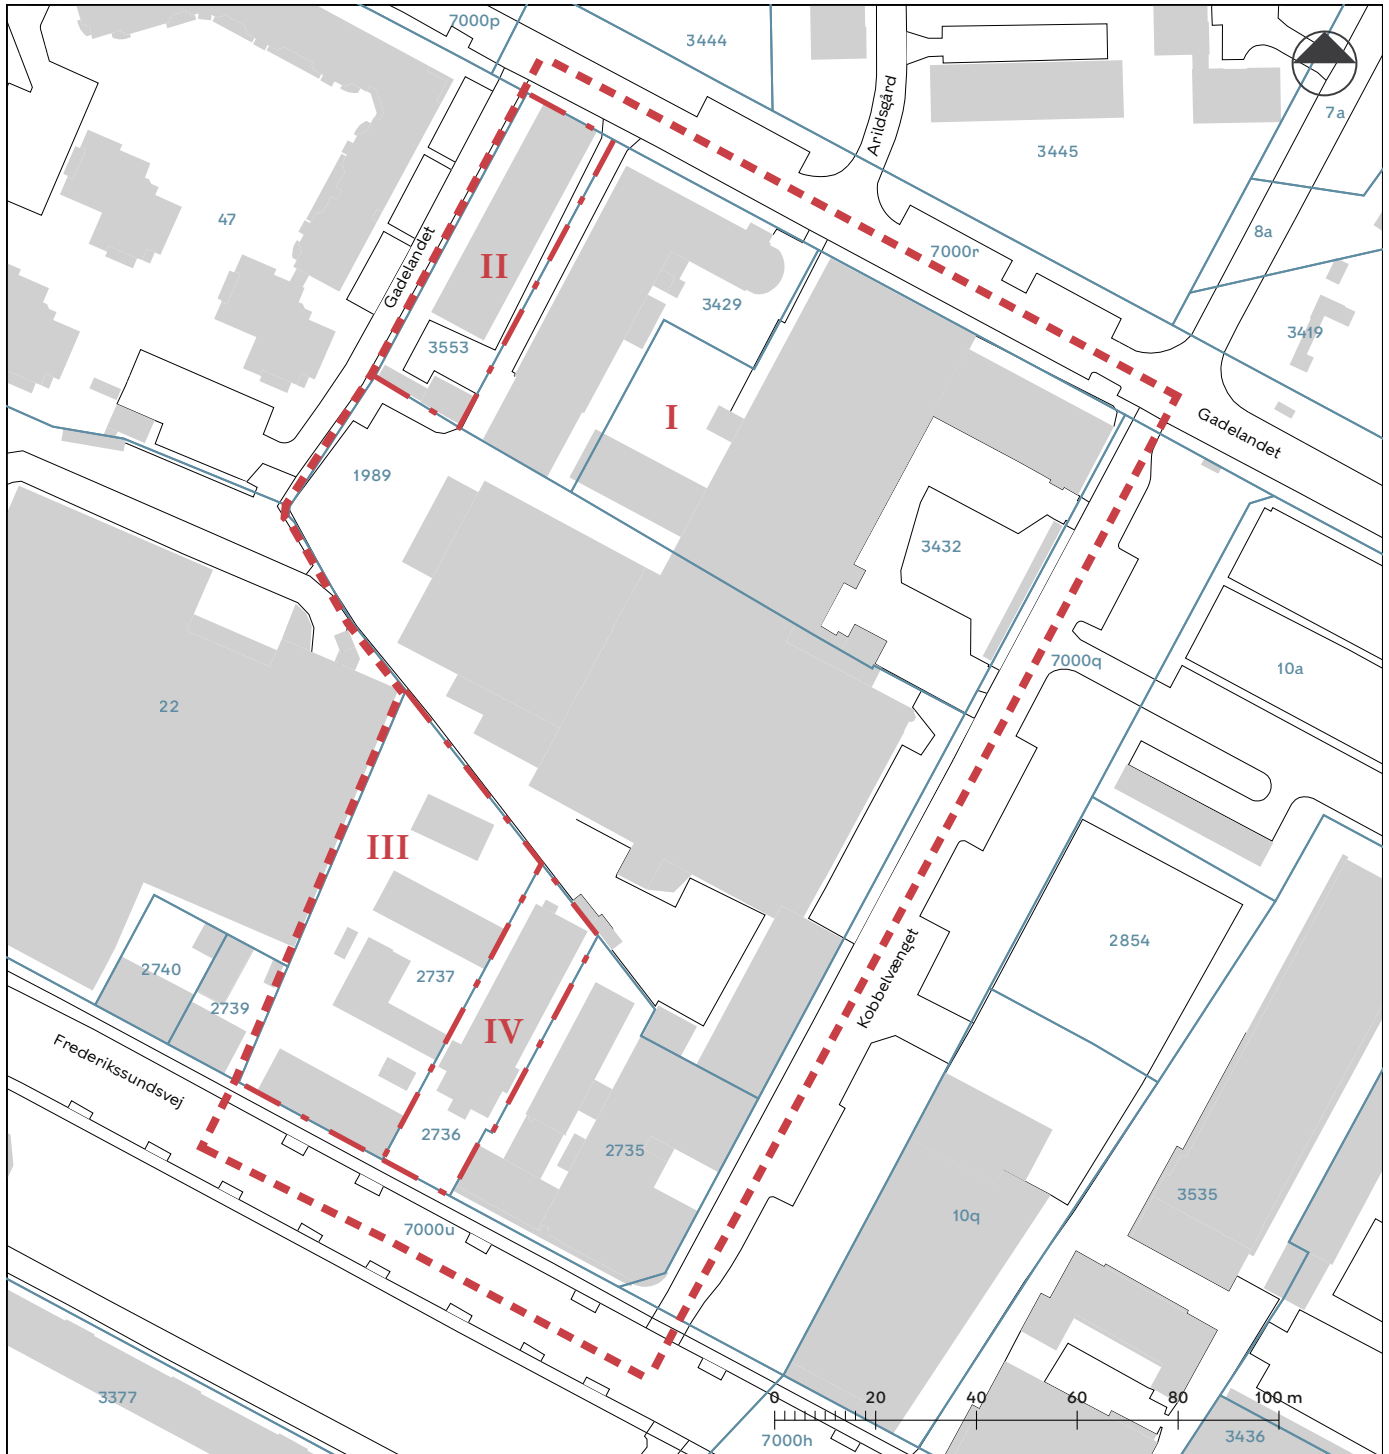 7000p
3444
Arildsgård
7a
3445
47
8a
7000r
Gadelandet
II
3429
3419
3553
I
Gadelandet
1989
3432
7000q
10a
22
III
2854
2740
2737
2739
Kobbelvænget
IV
Frederikssundsvej
2736
2735
3535
7000u
10q
3377
0 20 40 60 80 100 m
7000h
3436